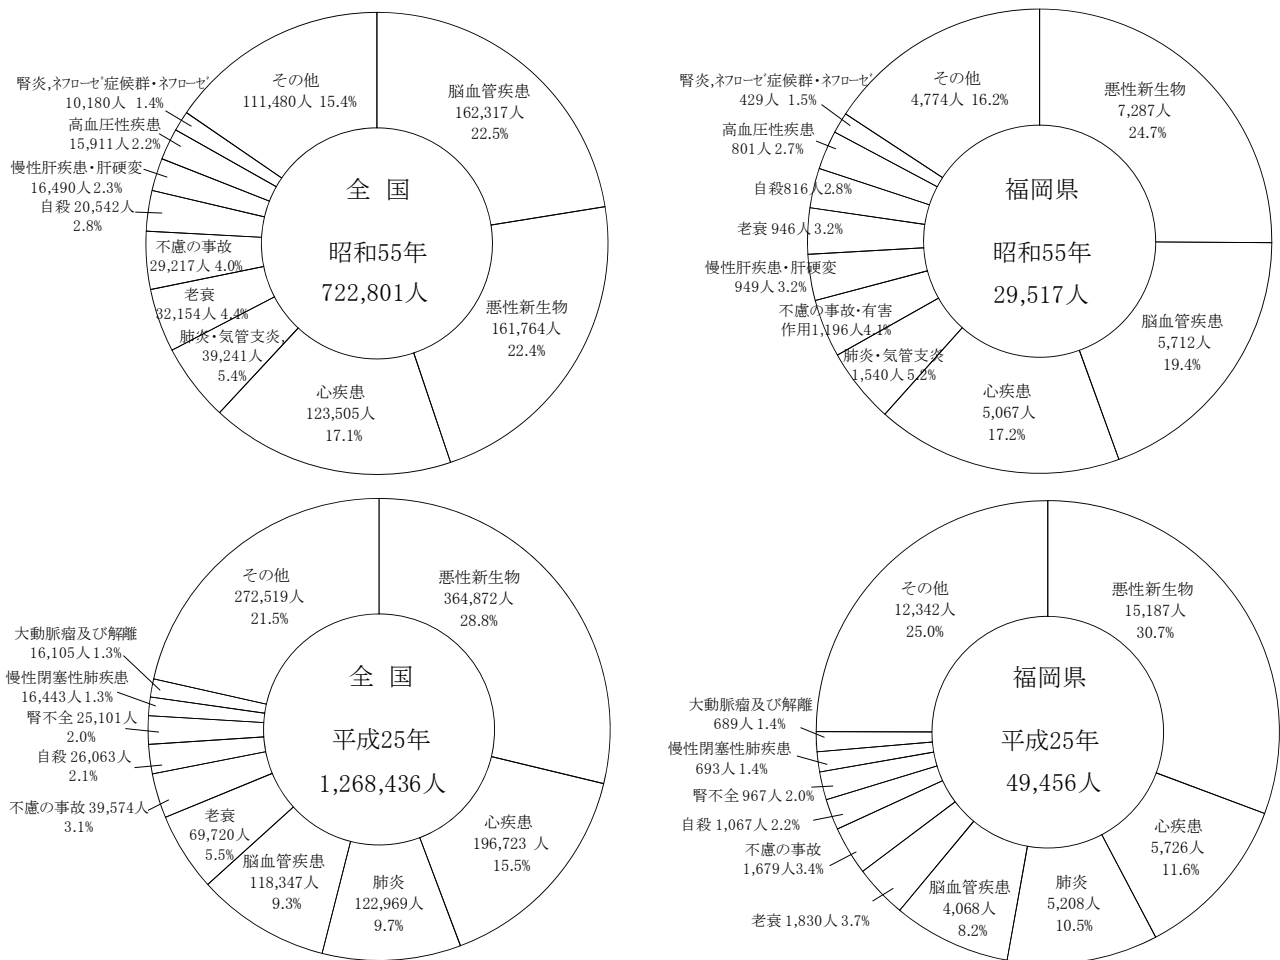 全 国
昭和55年
722,801人
脳血管疾患
162,317人
22.5%
悪性新生物
161,764人
22.4%
心疾患
123,505人
17.1%
肺炎・気管支炎,
39,241人
5.4%
老衰
32,154人 4.4%
不慮の事故
29,217人 4.0%
自殺 20,542人
2.8%
慢性肝疾患・肝硬変
16,490人 2.3%
高血圧性疾患
15,911人 2.2%
腎炎,ネフローゼ症候群・ネフローゼ
10,180人 1.4%
その他
111,480人 15.4%
福岡県
昭和55年
29,517人
悪性新生物
7,287人
24.7%
脳血管疾患
5,712人
19.4%
心疾患
5,067人
17.2%
肺炎・気管支炎
1,540人 5.2%
不慮の事故・有害
作用1,196人4.1%
慢性肝疾患・肝硬変
949人 3.2%
老衰 946人 3.2%
自殺816人2.8%
高血圧性疾患
801人 2.7%
腎炎,ネフローゼ症候群・ネフローゼ
429人 1.5%
その他
4,774人 16.2%
全 国
平成25年
1,268,436人
悪性新生物
364,872人
28.8%
心疾患
196,723 人
15.5%
肺炎
122,969人
9.7%
脳血管疾患
118,347人
9.3%
老衰
69,720人
5.5%
不慮の事故 39,574人
3.1%
自殺 26,063人
2.1%
腎不全 25,101人
2.0%
慢性閉塞性肺疾患
16,443人 1.3%
大動脈瘤及び解離
16,105人 1.3%
その他
272,519人
21.5%
福岡県
平成25年
49,456人
悪性新生物
15,187人
30.7%
心疾患
5,726人
11.6%
肺炎
5,208人
10.5%
脳血管疾患
4,068人
8.2%
老衰 1,830人 3.7%
不慮の事故
1,679人3.4%
自殺 1,067人 2.2%
腎不全 967人 2.0%
慢性閉塞性肺疾患
693人 1.4%
大動脈瘤及び解離
689人 1.4%
その他
12,342人
25.0%